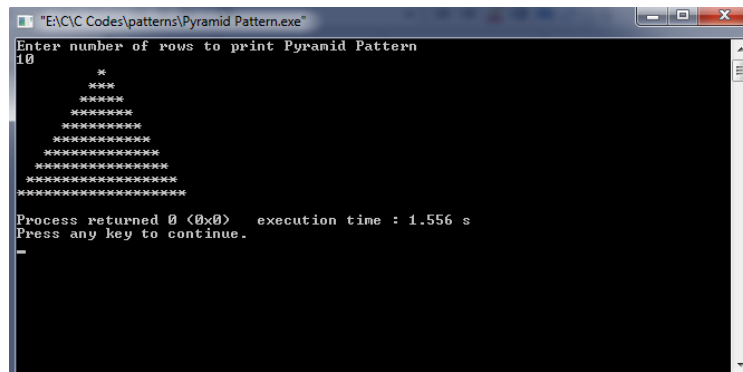 "E:\C\C Codes\patterns\Pyramid Pattern.exe"
Enter number of rows to print Pyramid Pattern
10
         *
        ***
       *****
      *******
     *********
    ***********
   *************
  ***************
 *****************
*******************
Process returned 0 (0x0)   execution time : 1.556 s
Press any key to continue.